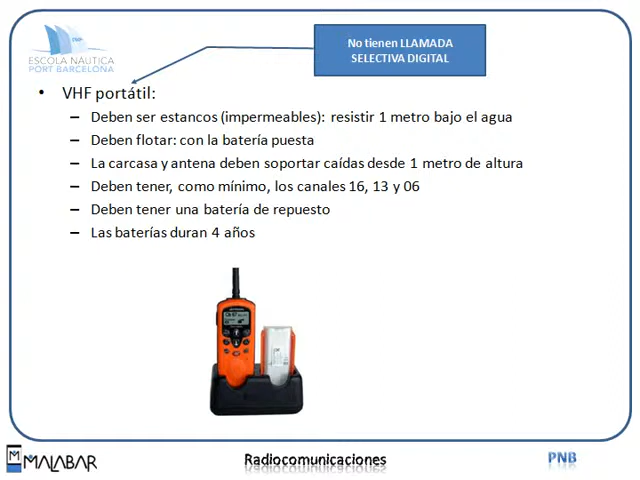 No tienen LLAMADA
SELECTIVA DIGITAL
ESCOLA NÀUTICA
PORT BARCELONA
• VHF portátil:
– Deben ser estancos (impermeables): resistir 1 metro bajo el agua
– Deben flotar: con la batería puesta
– La carcasa y antena deben soportar caídas desde 1 metro de altura
– Deben tener, como mínimo, los canales 16, 13 y 06
– Deben tener una batería de repuesto
– Las baterías duran 4 años
MALABAR
Radiocomunicaciones
PNB